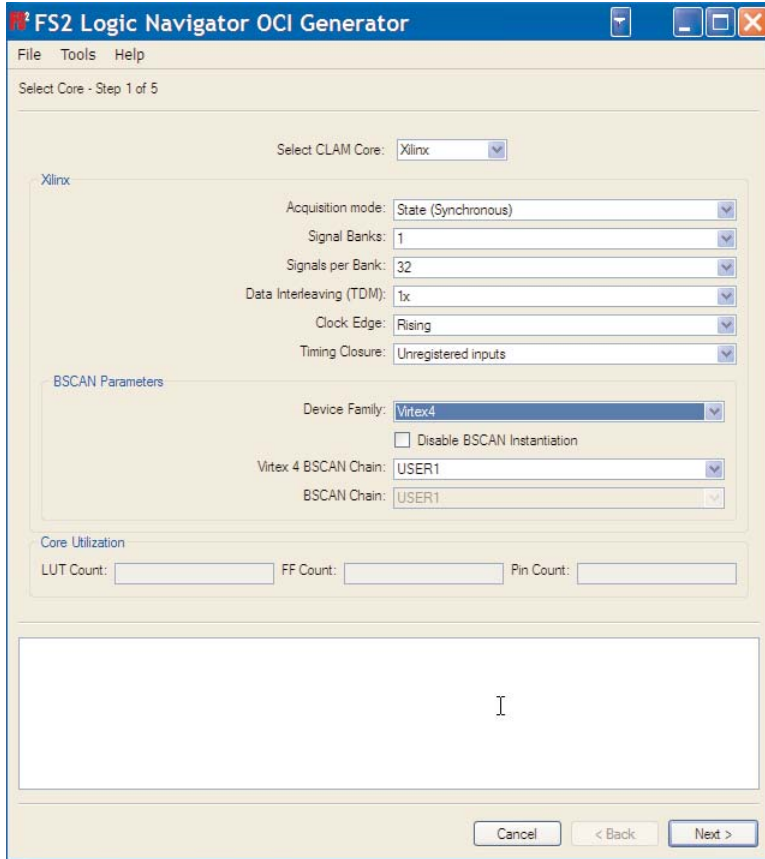 FS2 FS2 Logic Navigator OCI Generator
File Tools Help
Select Core - Step 1 of 5
Select CLAM Core: Xilinx
Xilinx
Acquisition mode: State (Synchronous)
Signal Banks: 1
Signals per Bank: 32
Data Interleaving (TDM): 1x
Clock Edge: Rising
Timing Closure: Unregistered inputs
BSCAN Parameters
Device Family: Virtex4
Disable BSCAN Instantiation
Virtex 4 BSCAN Chain: USER1
BSCAN Chain: USER1
Core Utilization
LUT Count: FF Count: Pin Count:
Cancel < Back Next >